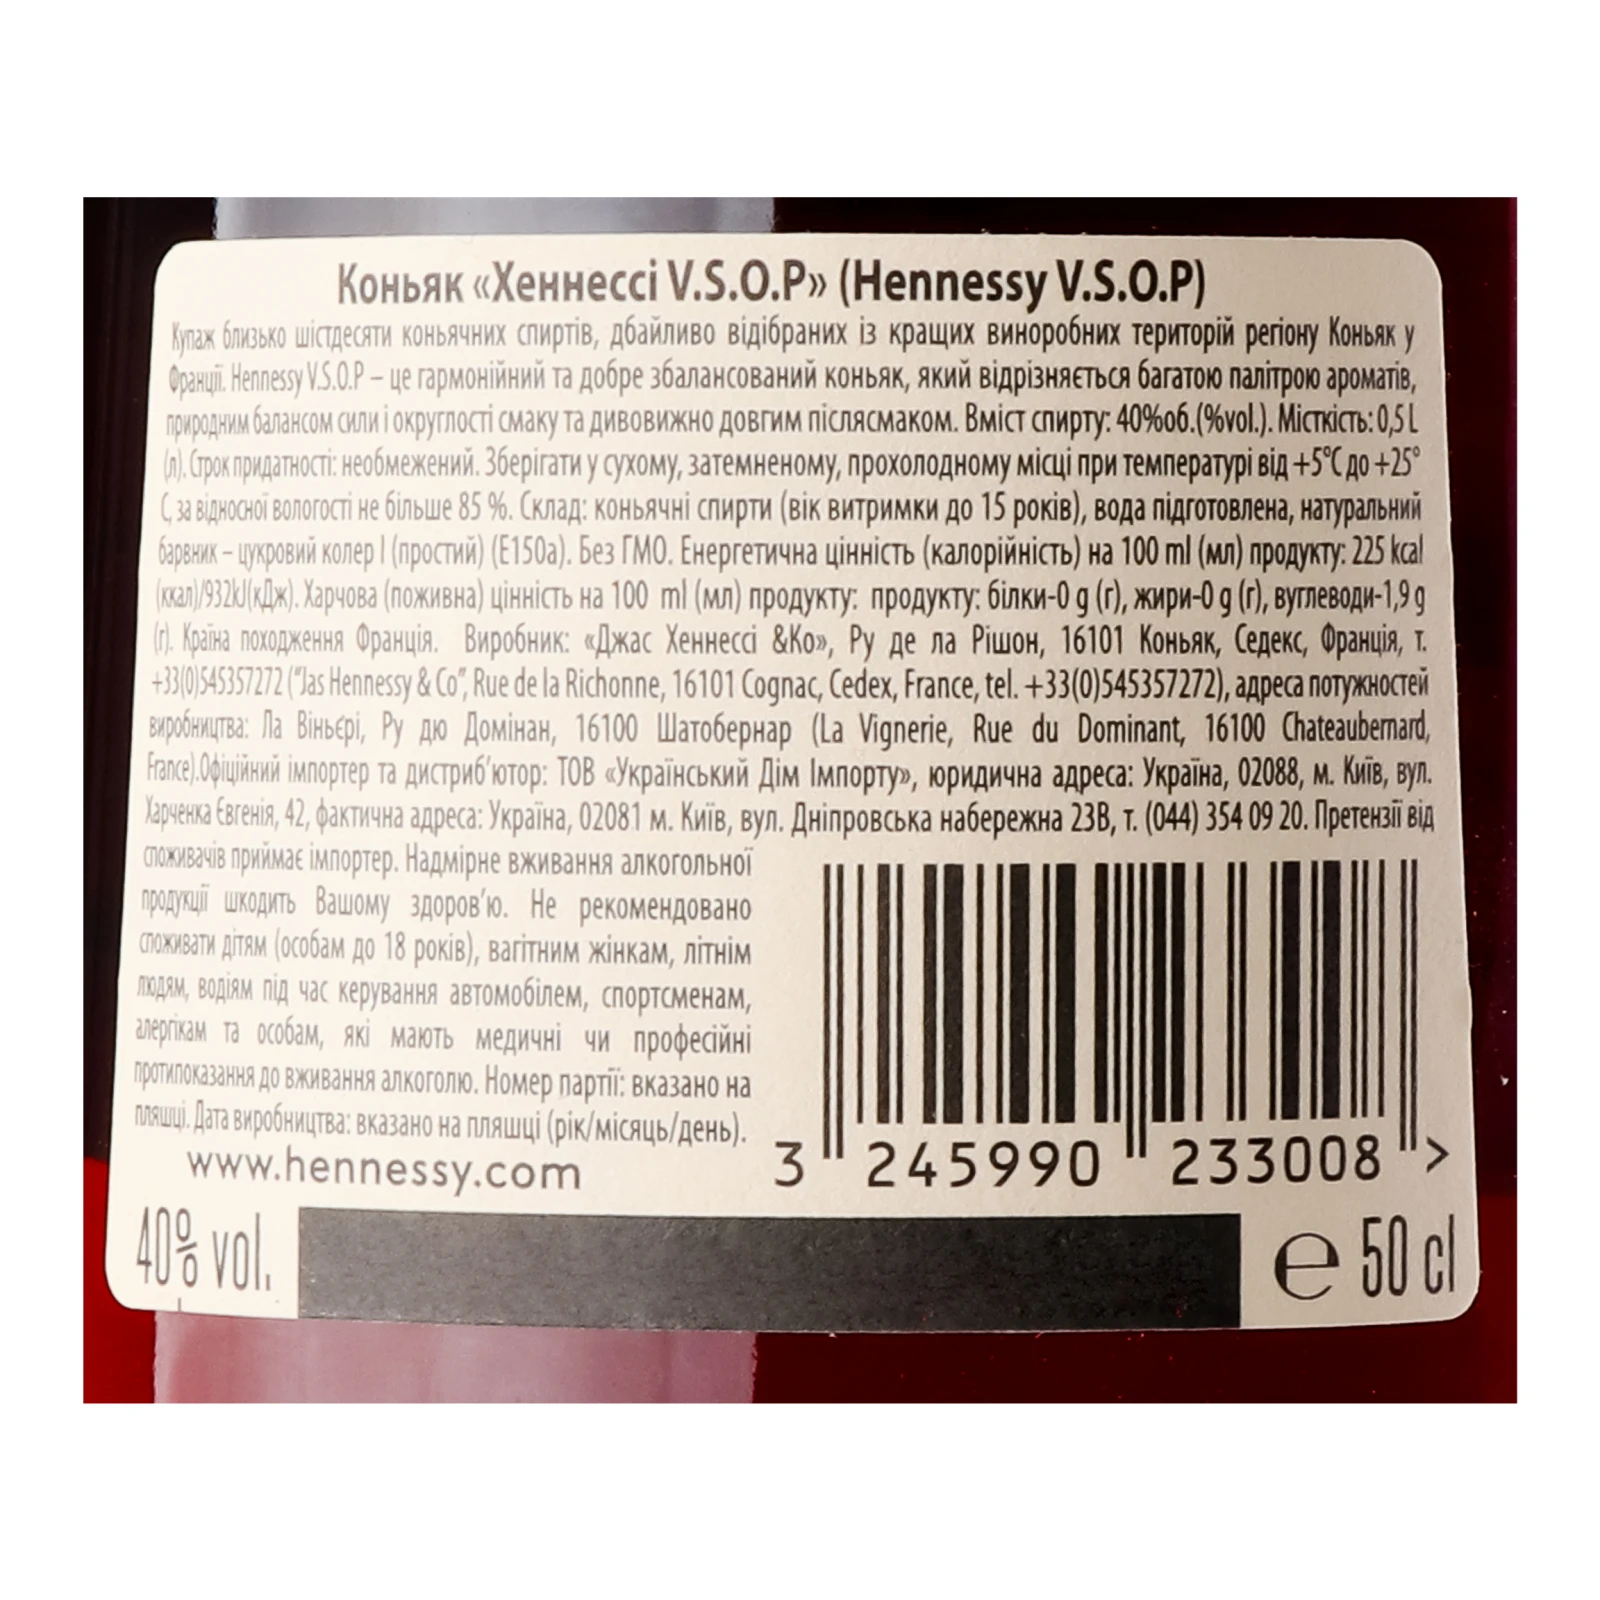 Коньяк «Хеннессі V.S.O.P» (Hennessy V.S.O.P)
Купаж близько шістдесяти коньячних спиртів, дбайливо відібраних із кращих виноробних територій регіону Коньяк у
Франції. Hennessy V.S.O.P – це гармонійний та добре збалансований коньяк, який відрізняється багатою палітрою ароматів,
природним балансом сили і округлості смаку та дивовижно довгим післясмаком. Вміст спирту: 40%об.(%vol.). Місткість: 0,5 L
(л). Строк придатності: необмежений. Зберігати у сухому, затемненому, прохолодному місці при температурі від +5°С до +25°
С, за відносної вологості не більше 85 %. Склад: коньячні спирти (вік витримки до 15 років), вода підготовлена, натуральний
барвник – цукровий колер І (простий) (Е150а). Без ГМО. Енергетична цінність (калорійність) на 100 ml (мл) продукту: 225 kcal
(ккал)/932kJ(кДж). Харчова (поживна) цінність на 100 ml (мл) продукту: продукту: білки-0 g (г), жири-0 g (г), вуглеводи-1,9 g
(г). Країна походження Франція. Виробник: «Джас Хеннессі &Ко», Ру де ла Рішон, 16101 Коньяк, Седекс, Франція, т.
+33(0)545357272 ("Jas Hennessy & Co", Rue de la Richonne, 16101 Cognac, Cedex, France, tel. +33(0)545357272), адреса потужностей
виробництва: Ла Віньєрі, Ру дю Домінан, 16100 Шатобернар (La Vignerie, Rue du Dominant, 16100 Chateaubernard,
France).Офіційний імпортер та дистриб'ютор: ТОВ «Український Дім Імпорту», юридична адреса: Україна, 02088, м. Київ, вул.
Харченка Євгенія, 42, фактична адреса: Україна, 02081 м. Київ, вул. Дніпровська набережна 23В, т. (044) 354 09 20. Претензії від
споживачів приймає імпортер. Надмірне вживання алкогольної
продукції шкодить Вашому здоров'ю. Не рекомендовано
споживати дітям (особам до 18 років), вагітним жінкам, літнім
людям, водіям під час керування автомобілем, спортсменам,
алергікам та особам, які мають медичні чи професійні
протипоказання до вживання алкоголю. Номер партії: вказано на
пляшці. Дата виробництва: вказано на пляшці (рік/місяць/день).
www.hennessy.com
3 245990 233008 >
40% vol.
e 50 cl